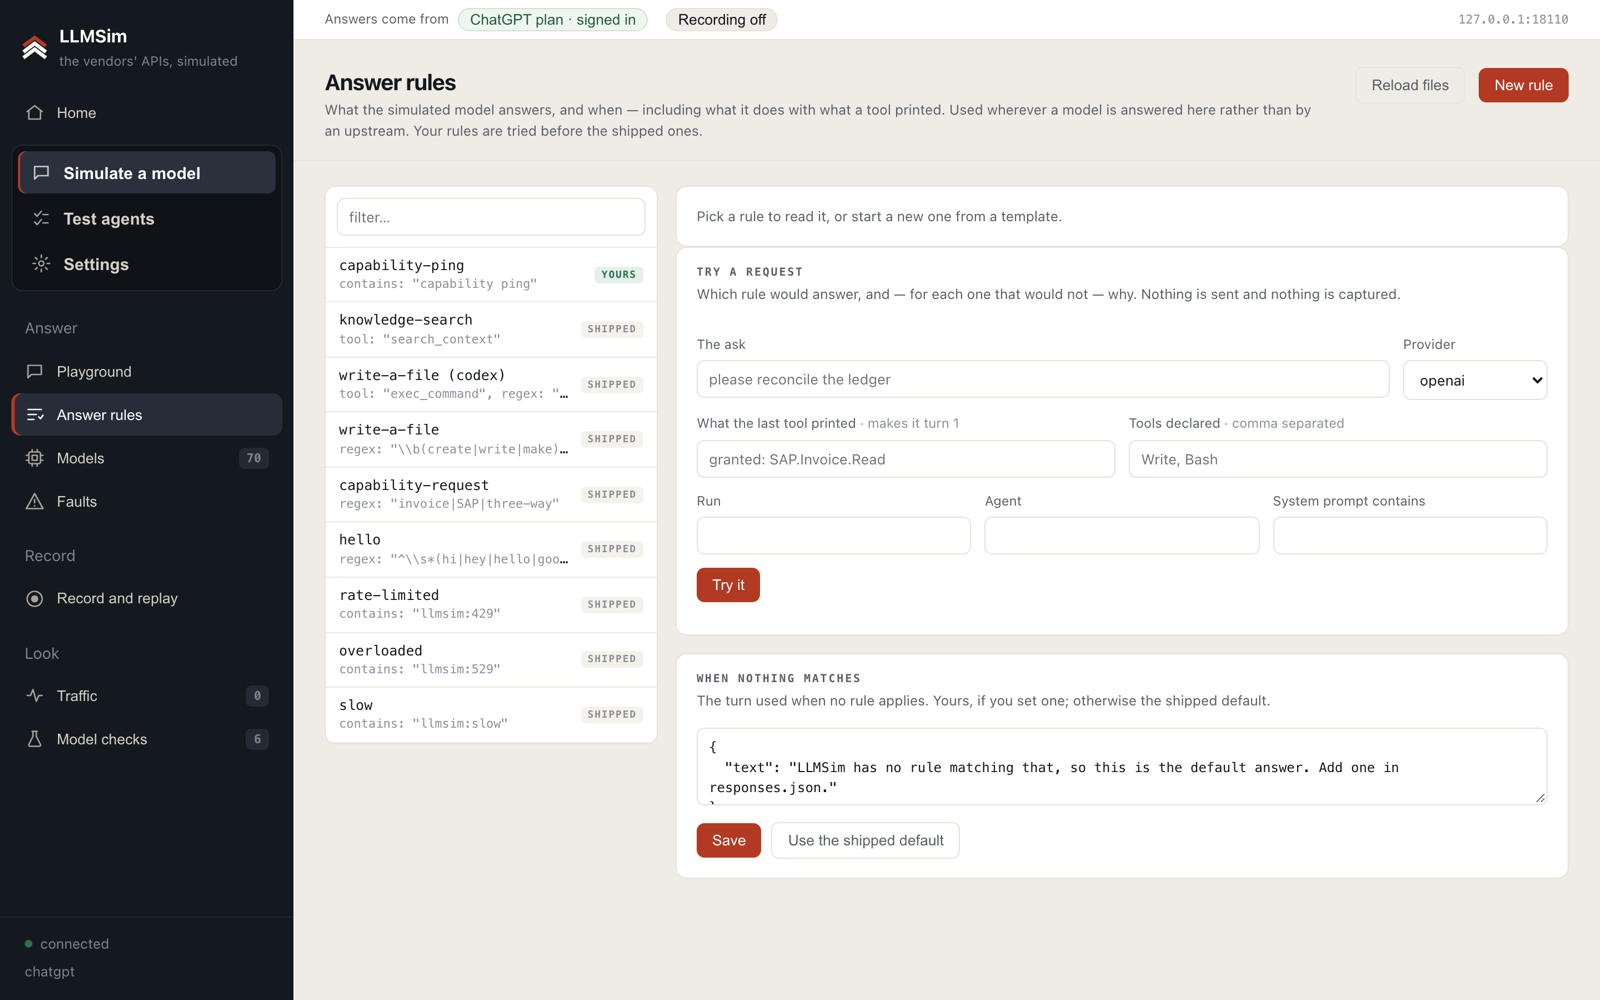 LLMSim
the vendors' APIs, simulated
Home
Simulate a model
Test agents
Settings
Answer
Playground
Answer rules
Models 70
Faults
Record
Record and replay
Look
Traffic 0
Model checks 6
connected
chatgpt
Answers come from ChatGPT plan · signed in Recording off 127.0.0.1:18110
Answer rules
What the simulated model answers, and when — including what it does with what a tool printed. Used wherever a model is answered here rather than by
an upstream. Your rules are tried before the shipped ones.
Reload files New rule
filter...
capability-ping
contains: "capability ping"
YOURS
knowledge-search
tool: "search_context"
SHIPPED
write-a-file (codex)
tool: "exec_command", regex: "…
SHIPPED
write-a-file
regex: "\\b(create|write|make)…
SHIPPED
capability-request
regex: "invoice|SAP|three-way"
SHIPPED
hello
regex: "^\\s*(hi|hey|hello|goo…
SHIPPED
rate-limited
contains: "llmsim:429"
SHIPPED
overloaded
contains: "llmsim:529"
SHIPPED
slow
contains: "llmsim:slow"
SHIPPED
Pick a rule to read it, or start a new one from a template.
TRY A REQUEST
Which rule would answer, and — for each one that would not — why. Nothing is sent and nothing is captured.
The ask Provider
please reconcile the ledger openai
What the last tool printed · makes it turn 1 Tools declared · comma separated
granted: SAP.Invoice.Read Write, Bash
Run Agent System prompt contains
Try it
WHEN NOTHING MATCHES
The turn used when no rule applies. Yours, if you set one; otherwise the shipped default.
{
"text": "LLMSim has no rule matching that, so this is the default answer. Add one in
responses.json."
}
Save Use the shipped default